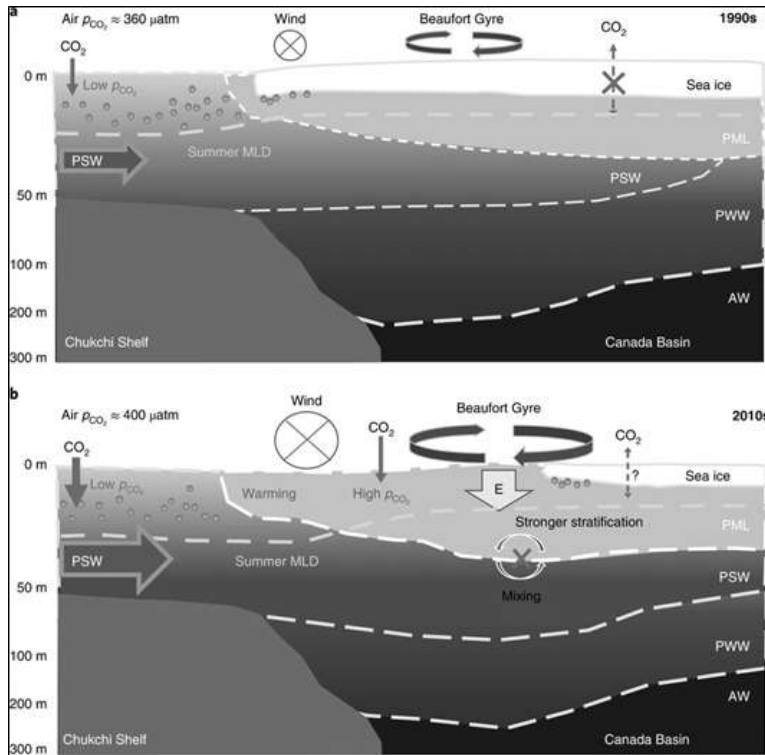 a
Air pCO₂ ≈ 360 μatm
Wind
Beaufort Gyre
1990s
CO₂
CO₂
0 m
Low pCO₂
Sea ice
PML
PSW
Summer MLD
PSW
50 m
PWW
100 m
AW
200 m
Chukchi Shelf
Canada Basin
300 m
b
Air pCO₂ ≈ 400 μatm
Wind
Beaufort Gyre
2010s
CO₂
CO₂
CO₂
0 m
?
Sea ice
Low pCO₂
Warming
High pCO₂
E
Stronger stratification
PML
PSW
Summer MLD
PSW
50 m
Mixing
PWW
100 m
AW
200 m
Chukchi Shelf
Canada Basin
300 m